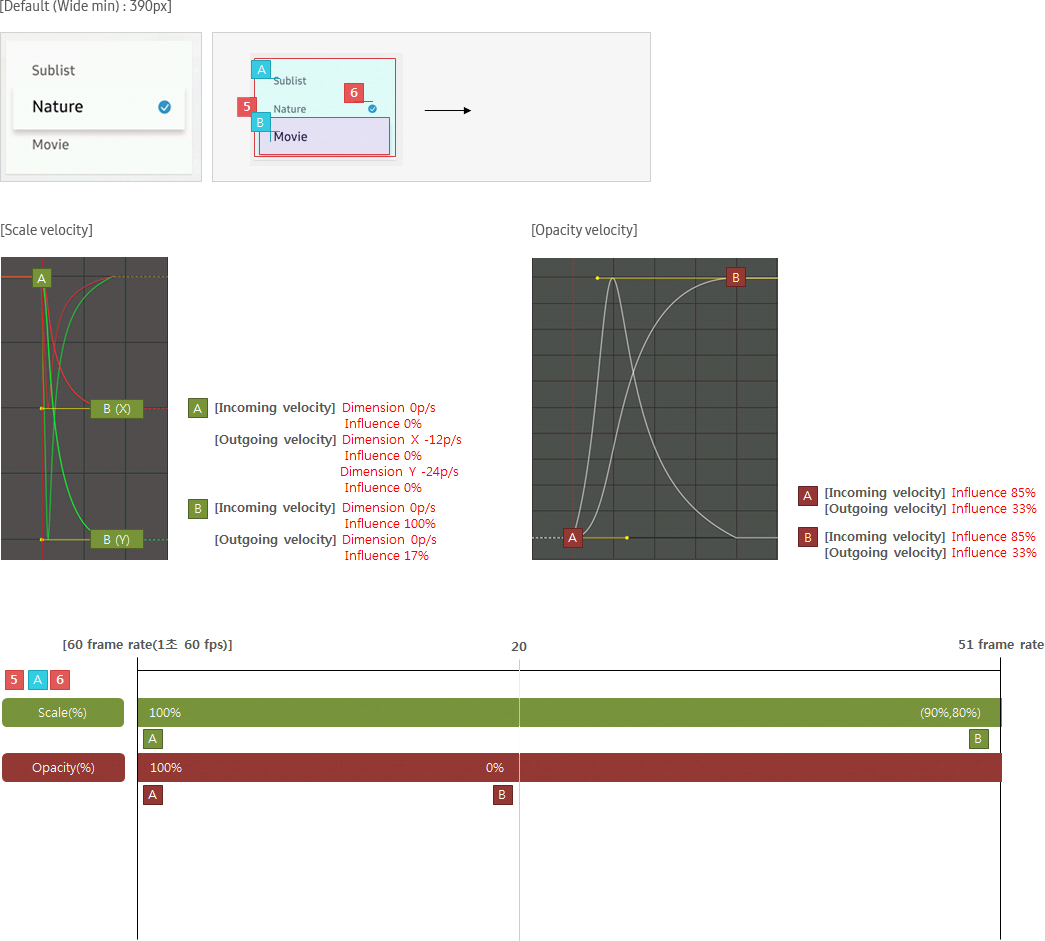 [Default (Wide min) : 390px]
Sublist
Nature
Movie
A
Sublist
6
5
Nature
B
Movie
[Scale velocity]
[Opacity velocity]
A
B (X)
B (Y)
A [Incoming velocity] Dimension 0p/s
Influence 0%
[Outgoing velocity] Dimension X -12p/s
Influence 0%
Dimension Y -24p/s
Influence 0%
B [Incoming velocity] Dimension 0p/s
Influence 100%
[Outgoing velocity] Dimension 0p/s
Influence 17%
B
A
A [Incoming velocity] Influence 85%
[Outgoing velocity] Influence 33%
B [Incoming velocity] Influence 85%
[Outgoing velocity] Influence 33%
[60 frame rate(1초 60 fps)] 20 51 frame rate
5 A 6
Scale(%) 100% (90%,80%)
A B
Opacity(%) 100% 0%
A B